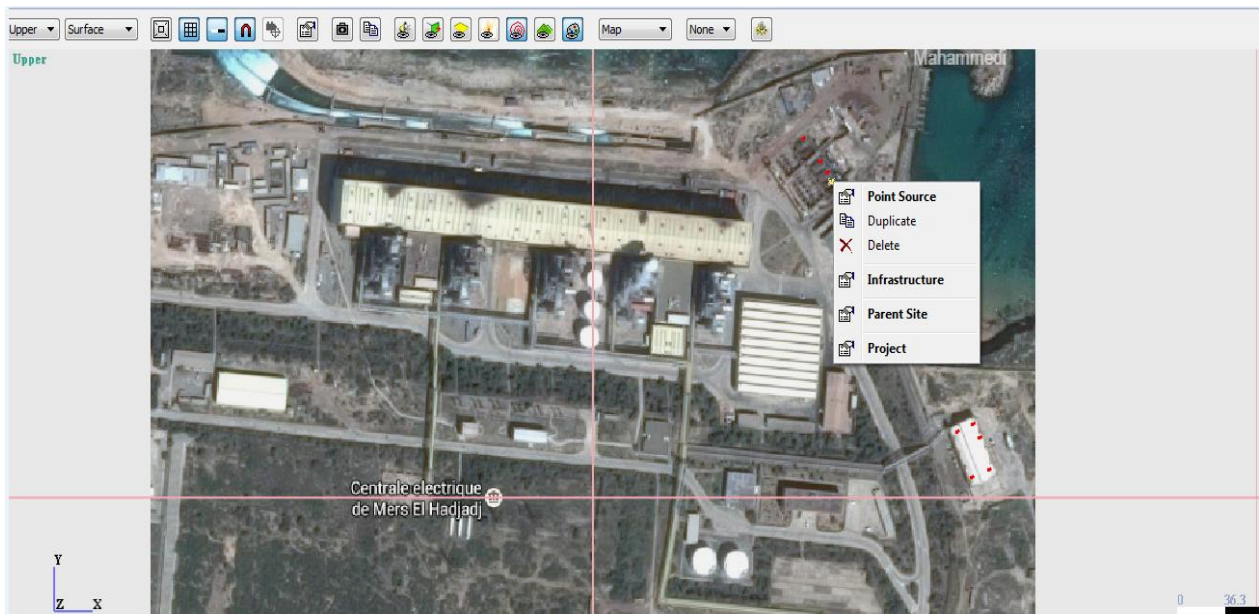 Upper Surface Map None
Upper
Mahammedi
Point Source
Duplicate
Delete
Infrastructure
Parent Site
Project
Centrale electrique
de Mers El Hadjadj
Y
Z X
0 36.3